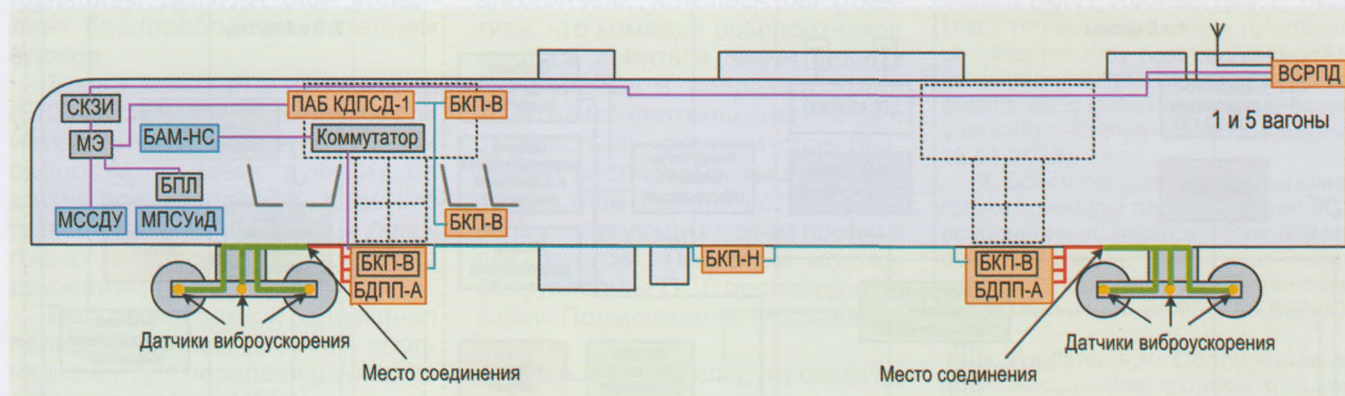 ВСРПД
1 и 5 вагоны
СКЗИ
ПАБ КДПСД-1
БКП-В
МЭ
БАМ-НС
Коммутатор
БПЛ
МССДУ
МПСУиД
БКП-В
БКП-В
БДПП-А
БКП-Н
БКП-В
БДПП-А
Датчики виброускорения
Место соединения
Датчики виброускорения
Место соединения